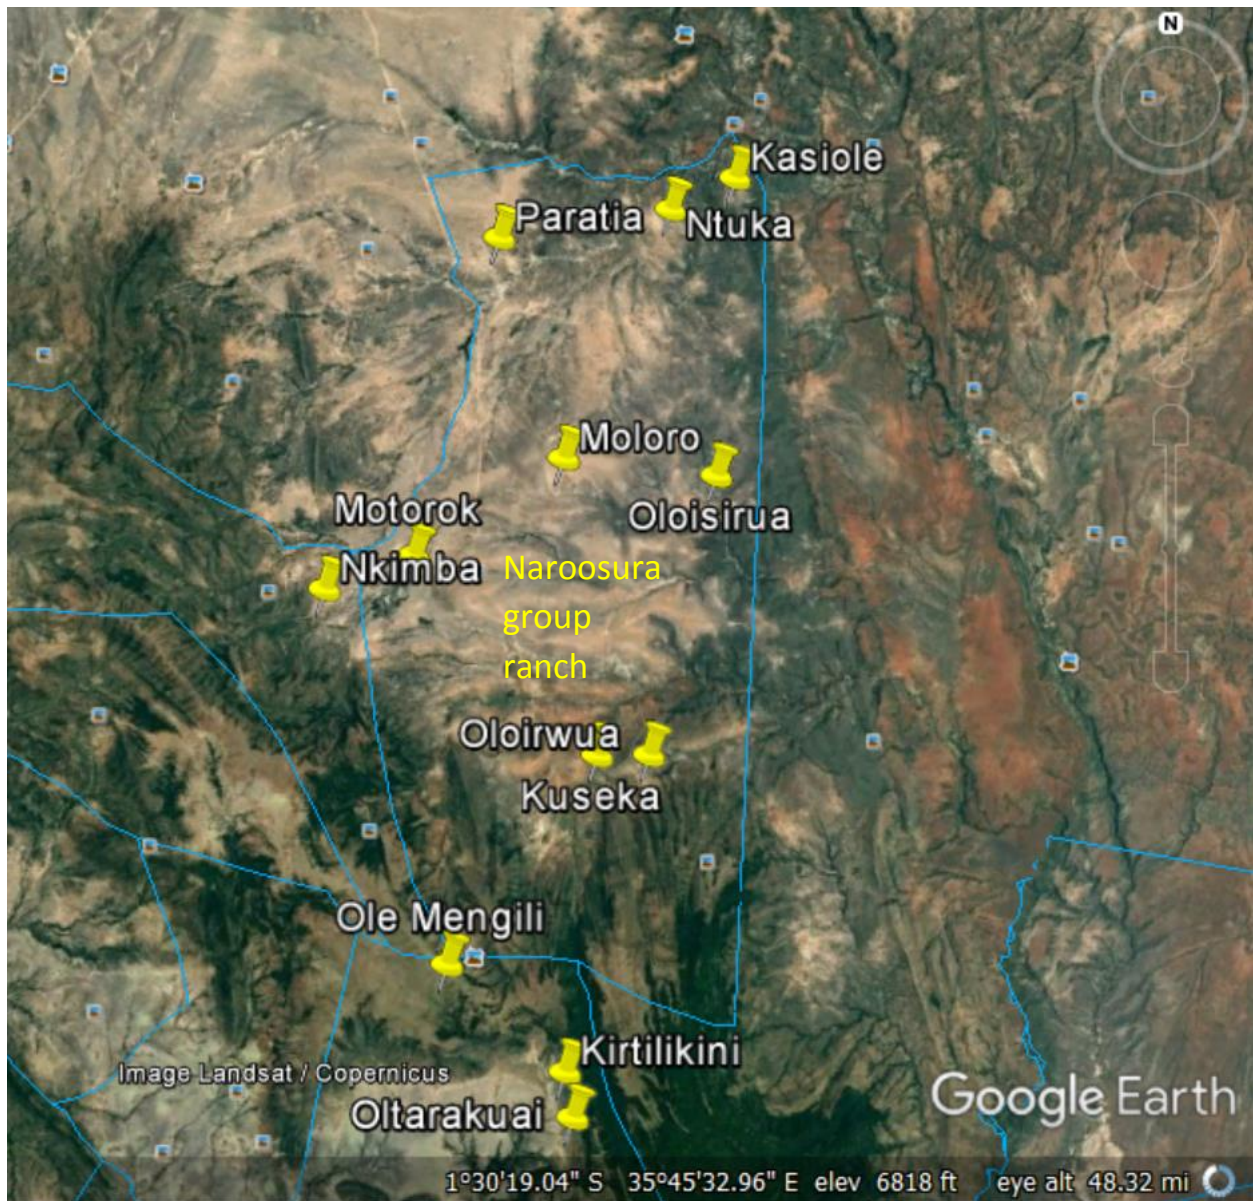 N
Kasiole
Paratia
Ntuka
Moloro
Oloisirua
Motorok
Nkimba
Naroosura
group
ranch
Oloirwua
Kuseka
Ole Mengili
Kirtilikini
Image Landsat / Copernicus
Oltarakuai
Google Earth
1°30'19.04" S 35°45'32.96" E elev 6818 ft eye alt 48.32 mi